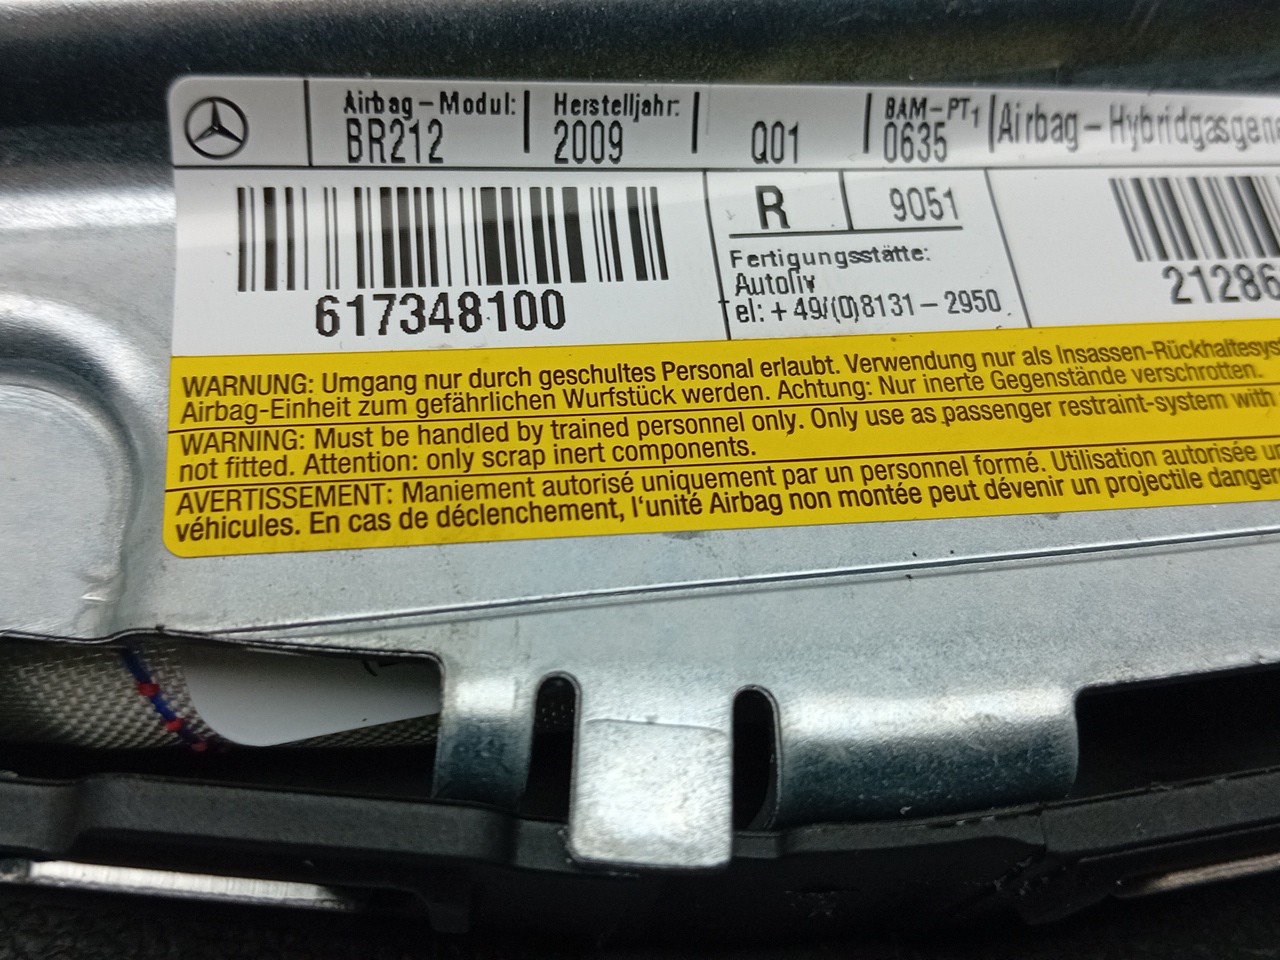 Airbag-Modul: Herstelljahr: BAM-PT1 Airbag-Hybridgasgen
BR212 2009 Q01 0635
R 9051
617348100
Fertigungsstätte:
Autoliv
Tel: +49/(0)8131-2950
21286
WARNUNG: Umgang nur durch geschultes Personal erlaubt. Verwendung nur als Insassen-Rückhaltesyst
Airbag-Einheit zum gefährlichen Wurfstück werden. Achtung: Nur inerte Gegenstände verschrotten.
WARNING: Must be handled by trained personnel only. Only use as passenger restraint-system with
not fitted. Attention: only scrap inert components.
AVERTISSEMENT: Maniement autorisé uniquement par un personnel formé. Utilisation autorisée un
véhicules. En cas de déclenchement, l'unité Airbag non montée peut dévenir un projectile danger